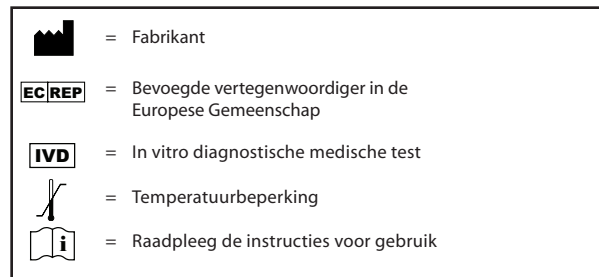 = Fabrikant
EC REP = Bevoegde vertegenwoordiger in de
Europese Gemeenschap
IVD = In vitro diagnostische medische test
= Temperatuurbeperking
i = Raadpleeg de instructies voor gebruik